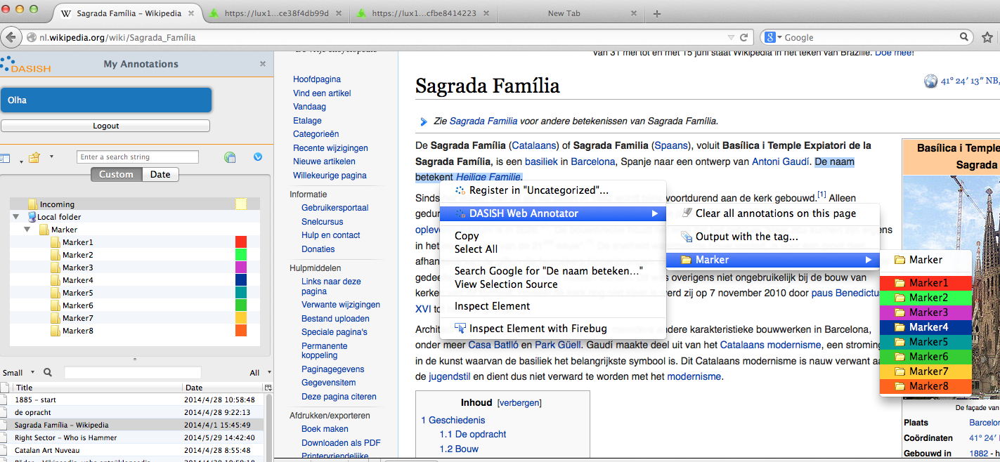 Sagrada Família – Wikipedia
https://lux1...ce38f4db99d
https://lux1...cfbe8414223
New Tab
nl.wikipedia.org/wiki/Sagrada_Família
Google
DASISH
My Annotations
Olha
Logout
Enter a search string
Custom
Date
Incoming
Local folder
Marker
Marker1
Marker2
Marker3
Marker4
Marker5
Marker6
Marker7
Marker8
Small
All
Title
Date
1885 – start 2014/4/28 10:58:48
de opracht 2014/4/28 9:22:13
Sagrada Família – Wikipedia 2014/4/1 15:45:49
Right Sector – Who is Hammer 2014/5/29 14:42:40
Catalan Art Nuveau 2014/4/28 8:55:48
Hoofdpagina
Vind een artikel
Vandaag
Etalage
Categorieën
Recente wijzigingen
Nieuwe artikelen
Willekeurige pagina
Informatie
Gebruikersportaal
Snelcursus
Hulp en contact
Donaties
Hulpmiddelen
Links naar deze
pagina
Verwante wijzigingen
Bestand uploaden
Speciale pagina's
Permanente
koppeling
Paginagegevens
Gegevensitem
Deze pagina citeren
Afdrukken/exporteren
Boek maken
Downloaden als PDF
Printervriendelijke
Van 31 mei tot en met 15 juni staat Wikipedia in het teken van Brazilië. Doe mee!
Sagrada Família
41° 24′ 13″ NB,
Zie Sagrada Familia voor andere betekenissen van Sagrada Família.
De Sagrada Família (Catalaans) of Sagrada Familia (Spaans), voluit Basílica i Temple Expiatori de la
Sagrada Família, is een basiliek in Barcelona, Spanje naar een ontwerp van Antoni Gaudí. De naam
betekent Heilige Familie.
Sinds voortdurend aan de kerk gebouwd.[1] Alleen
gedu
oplev
in het
afhan
gedee overigens niet ongebruikelijk bij de bouw van
kerke erd zij op 7 november 2010 door paus Benedictu
XVI to
Archit ndere karakteristieke bouwwerken in Barcelona,
onder meer Casa Batlló en Park Güell. Gaudí maakte deel uit van het Catalaans modernisme, een stroming
in de kunst waarvan de basiliek het belangrijkste symbool is. Dit Catalaans modernisme is nauw verwant aa
de jugendstil en dient dus niet verward te worden met het modernisme.
Inhoud [verbergen]
1 Geschiedenis
1.1 De opdracht
1.2 Bouw
Register in "Uncategorized"...
DASISH Web Annotator
Copy
Select All
Search Google for "De naam beteken..."
View Selection Source
Inspect Element
Inspect Element with Firebug
Clear all annotations on this page
Output with the tag...
Marker
Marker
Marker1
Marker2
Marker3
Marker4
Marker5
Marker6
Marker7
Marker8
Basílica i Temple
Sagrada
De façade van
Plaats Barcelon
Coördinaten 41° 24′
Gebouwd in 1882 - h